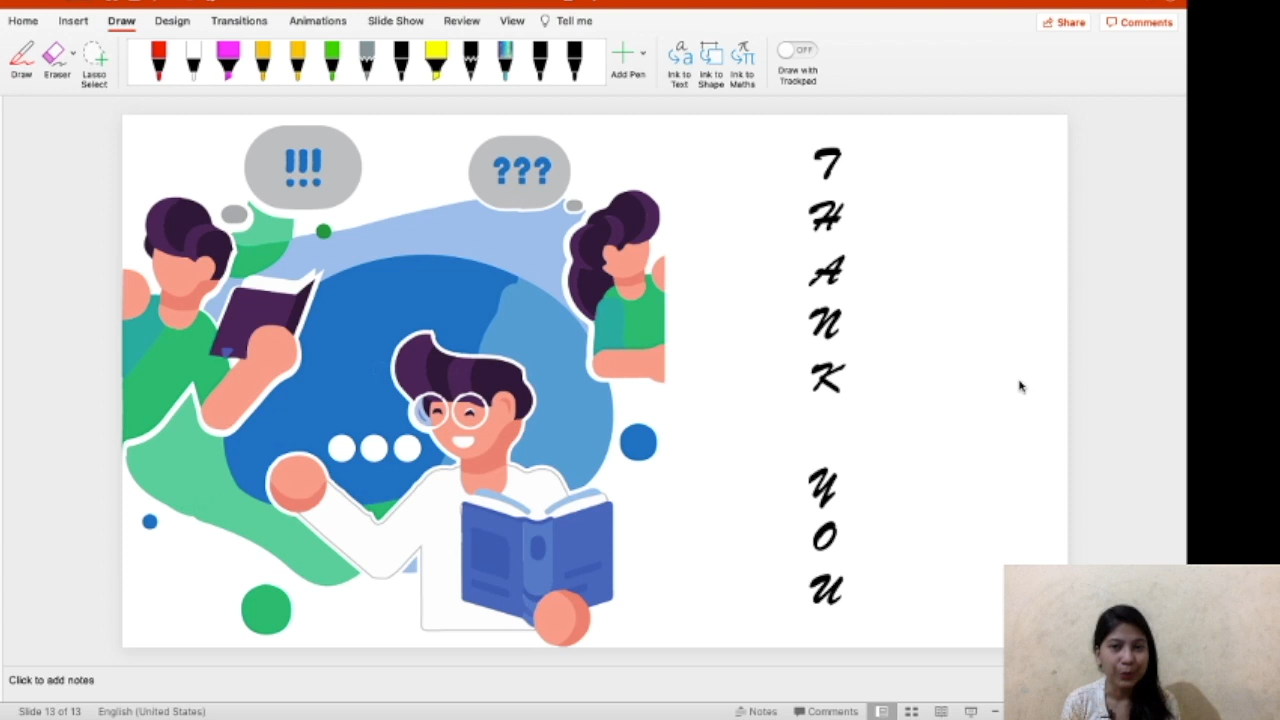 Home Insert Draw Design Transitions Animations Slide Show Review View Tell me
Share Comments
Draw Eraser Lasso Select
Add Pen
Ink to Text Ink to Shape Ink to Maths
OFF
Draw with Trackpad
!!!
???
T
H
A
N
K
Y
O
U
Click to add notes
Slide 13 of 13 English (United States)
Notes Comments